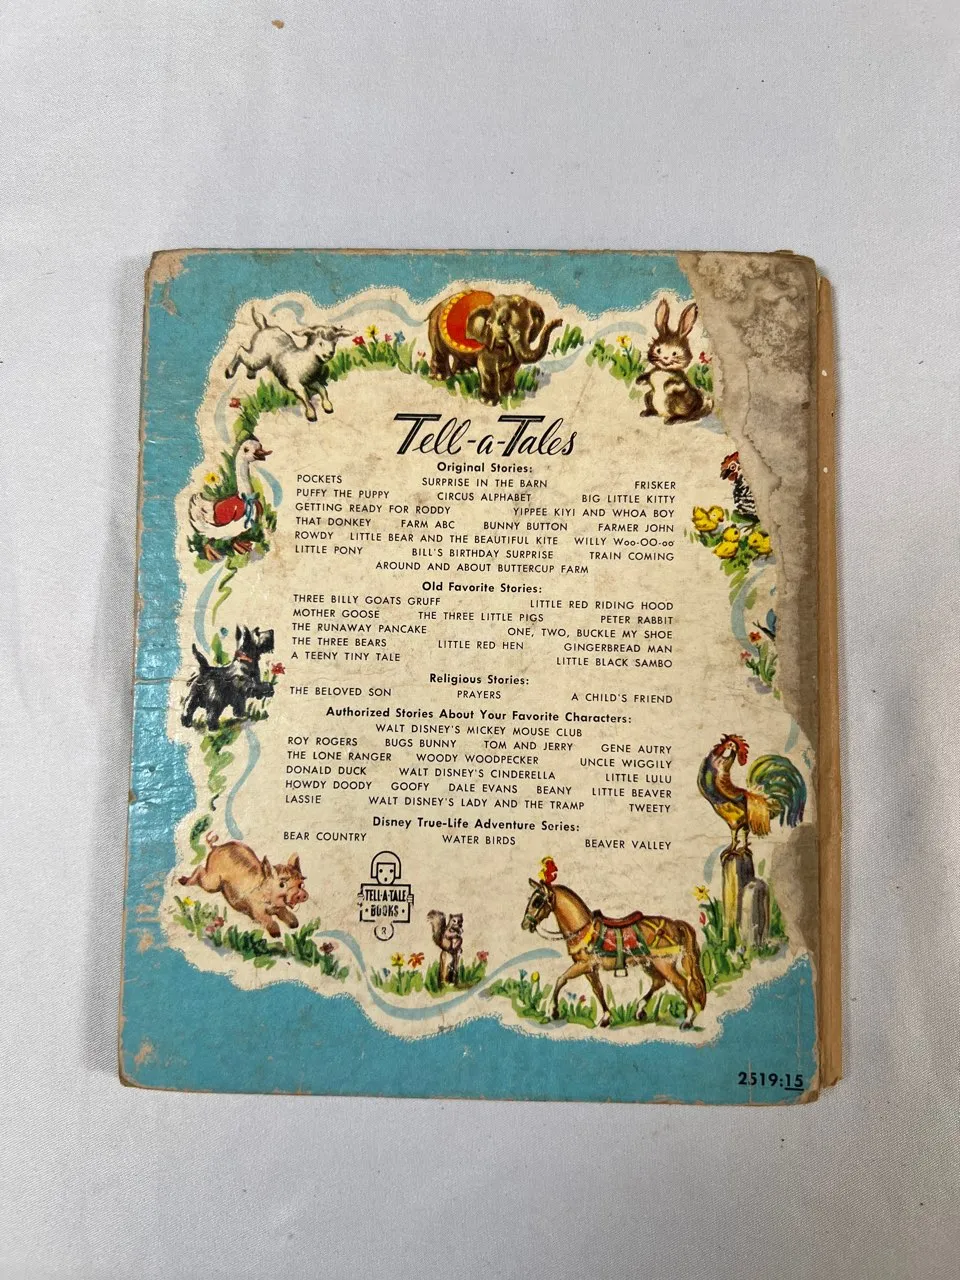 Tell-a-Tales
Original Stories:
POCKETS SURPRISE IN THE BARN FRISKER
PUFFY THE PUPPY CIRCUS ALPHABET BIG LITTLE KITTY
GETTING READY FOR RODDY YIPPEE KIYI AND WHOA BOY
THAT DONKEY FARM ABC BUNNY BUTTON FARMER JOHN
ROWDY LITTLE BEAR AND THE BEAUTIFUL KITE WILLY Woo-OO-oo
LITTLE PONY BILL'S BIRTHDAY SURPRISE TRAIN COMING
AROUND AND ABOUT BUTTERCUP FARM
Old Favorite Stories:
THREE BILLY GOATS GRUFF LITTLE RED RIDING HOOD
MOTHER GOOSE THE THREE LITTLE PIGS PETER RABBIT
THE RUNAWAY PANCAKE ONE, TWO, BUCKLE MY SHOE
THE THREE BEARS LITTLE RED HEN GINGERBREAD MAN
A TEENY TINY TALE LITTLE BLACK SAMBO
Religious Stories:
THE BELOVED SON PRAYERS A CHILD'S FRIEND
Authorized Stories About Your Favorite Characters:
WALT DISNEY'S MICKEY MOUSE CLUB
ROY ROGERS BUGS BUNNY TOM AND JERRY GENE AUTRY
THE LONE RANGER WOODY WOODPECKER UNCLE WIGGILY
DONALD DUCK WALT DISNEY'S CINDERELLA LITTLE LULU
HOWDY DOODY GOOFY DALE EVANS BEANY LITTLE BEAVER
LASSIE WALT DISNEY'S LADY AND THE TRAMP TWEETY
Disney True-Life Adventure Series:
BEAR COUNTRY WATER BIRDS BEAVER VALLEY
TELL-A-TALE
BOOKS
2519:15